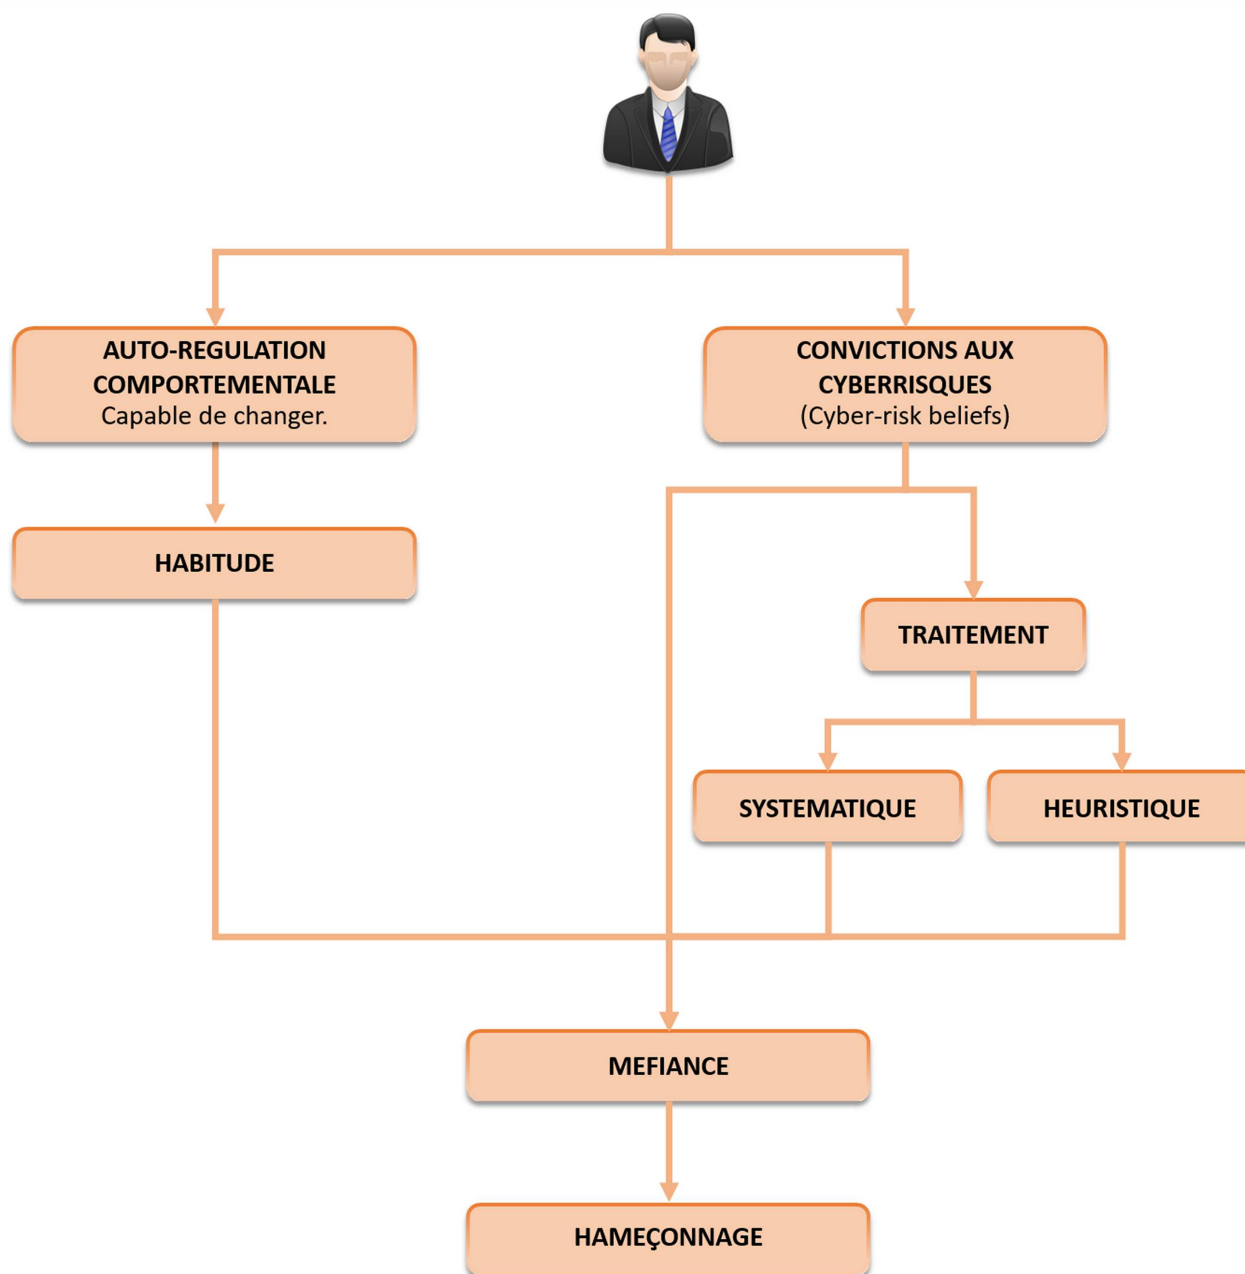 AUTO-REGULATION
COMPORTEMENTALE
Capable de changer.
CONVICTIONS AUX
CYBERRISQUES
(Cyber-risk beliefs)
HABITUDE
TRAITEMENT
SYSTEMATIQUE
HEURISTIQUE
MEFIANCE
HAMEÇONNAGE